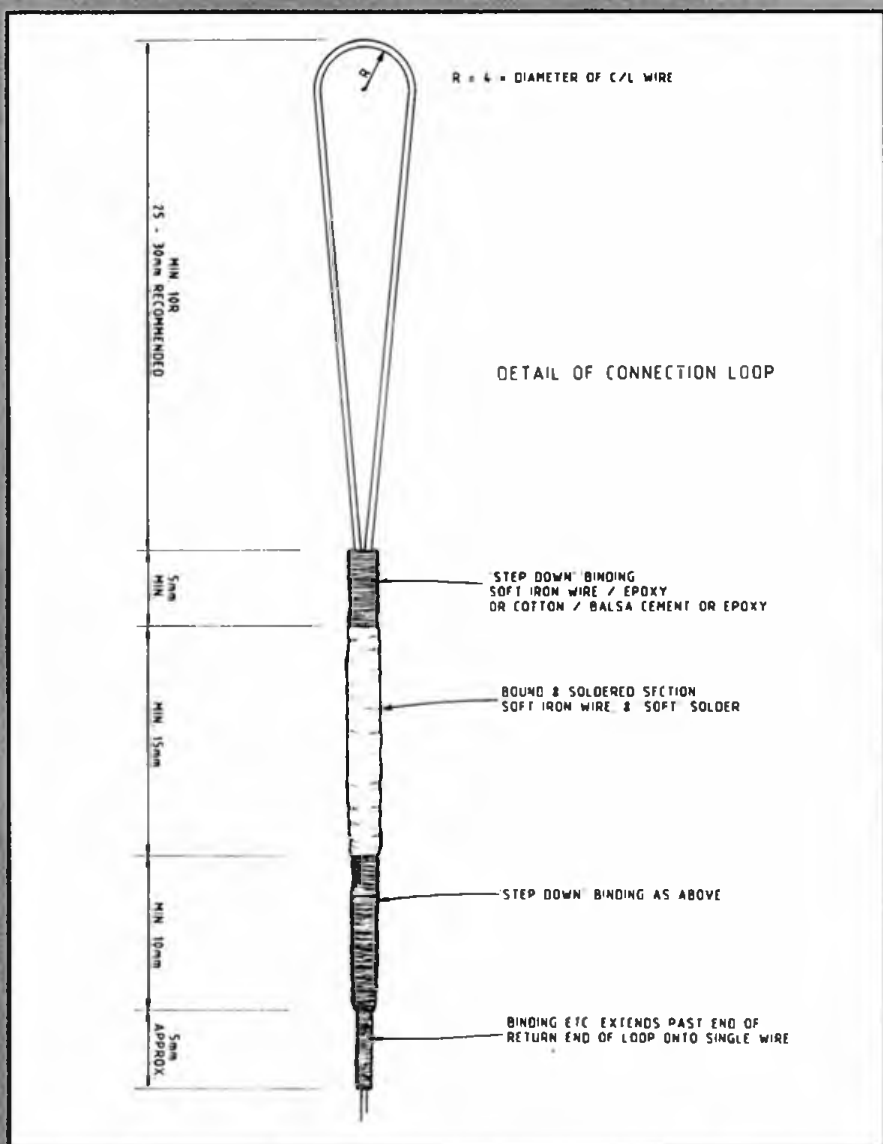 R = 4 × DIAMETER OF C/L WIRE
R
MIN 10R
25 - 30mm RECOMMENDED
DETAIL OF CONNECTION LOOP
5mm
MIN
"STEP DOWN" BINDING
SOFT IRON WIRE / EPOXY
OR COTTON / BALSA CEMENT OR EPOXY
MIN 15mm
BOUND & SOLDERED SECTION
SOFT IRON WIRE & SOFT SOLDER
MIN 10mm
"STEP DOWN" BINDING AS ABOVE
5mm
APPROX.
BINDING ETC EXTENDS PAST END OF
RETURN END OF LOOP ONTO SINGLE WIRE